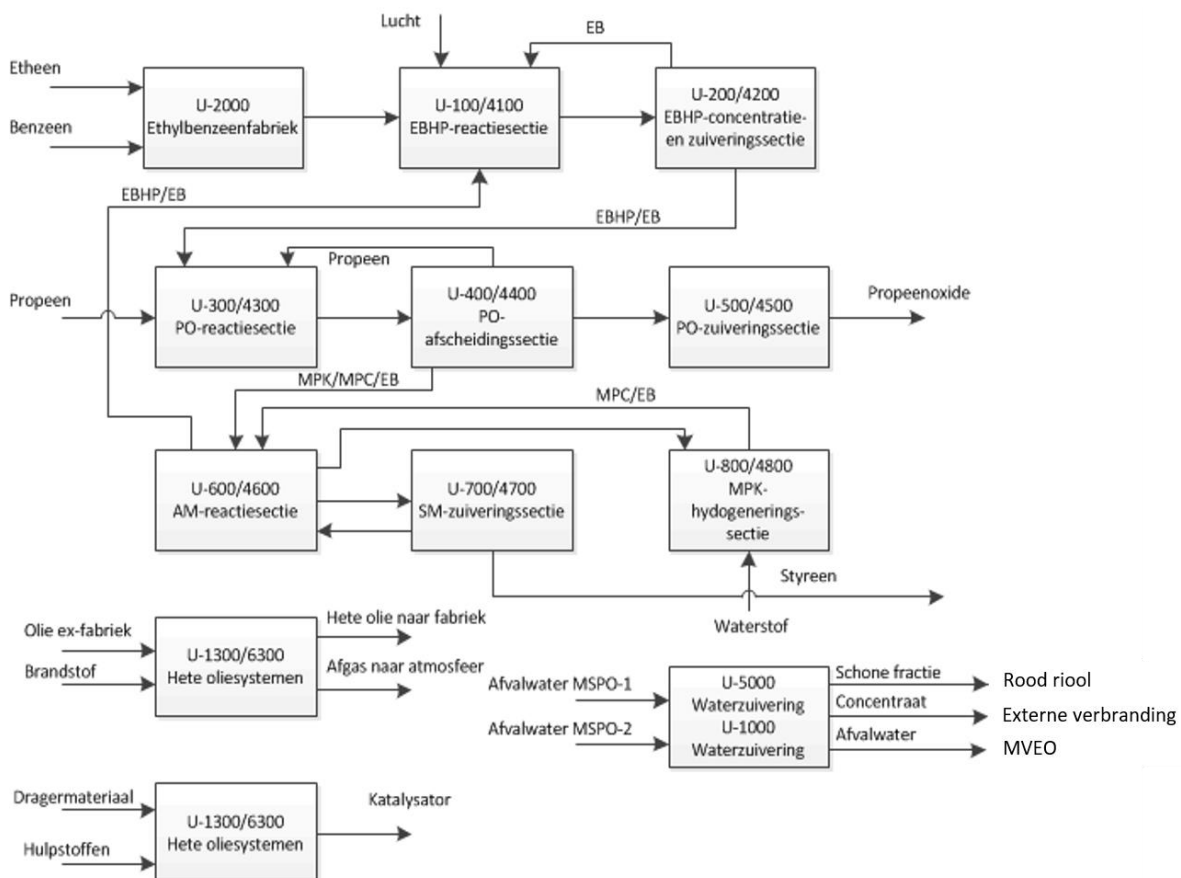 Lucht
EB
Etheen
Benzeen
U-2000
Ethylbenzeenfabriek
U-100/4100
EBHP-reactiesectie
U-200/4200
EBHP-concentratie-
en zuiveringssectie
EBHP/EB
EBHP/EB
Propeen
Propeen
U-300/4300
PO-reactiesectie
U-400/4400
PO-
afscheidingssectie
U-500/4500
PO-zuiveringssectie
Propeenoxide
MPK/MPC/EB
MPC/EB
U-600/4600
AM-reactiesectie
U-700/4700
SM-zuiveringssectie
U-800/4800
MPK-
hydogenerings-
sectie
Styreen
Waterstof
Olie ex-fabriek
Brandstof
U-1300/6300
Hete oliesystemen
Hete olie naar fabriek
Afgas naar atmosfeer
Afvalwater MSPO-1
Afvalwater MSPO-2
U-5000
Waterzuivering
U-1000
Waterzuivering
Schone fractie
Concentraat
Afvalwater
Rood riool
Externe verbranding
MVEO
Dragermateriaal
Hulpstoffen
U-1300/6300
Hete oliesystemen
Katalysator